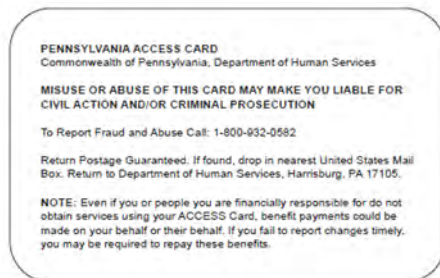 PENNSYLVANIA ACCESS CARD
Commonwealth of Pennsylvania, Department of Human Services
MISUSE OR ABUSE OF THIS CARD MAY MAKE YOU LIABLE FOR
CIVIL ACTION AND/OR CRIMINAL PROSECUTION
To Report Fraud and Abuse Call: 1-800-932-0582
Return Postage Guaranteed. If found, drop in nearest United States Mail
Box. Return to Department of Human Services, Harrisburg, PA 17105.
NOTE: Even if you or people you are financially responsible for do not
obtain services using your ACCESS Card, benefit payments could be
made on your behalf or their behalf. If you fail to report changes timely,
you may be required to repay these benefits.